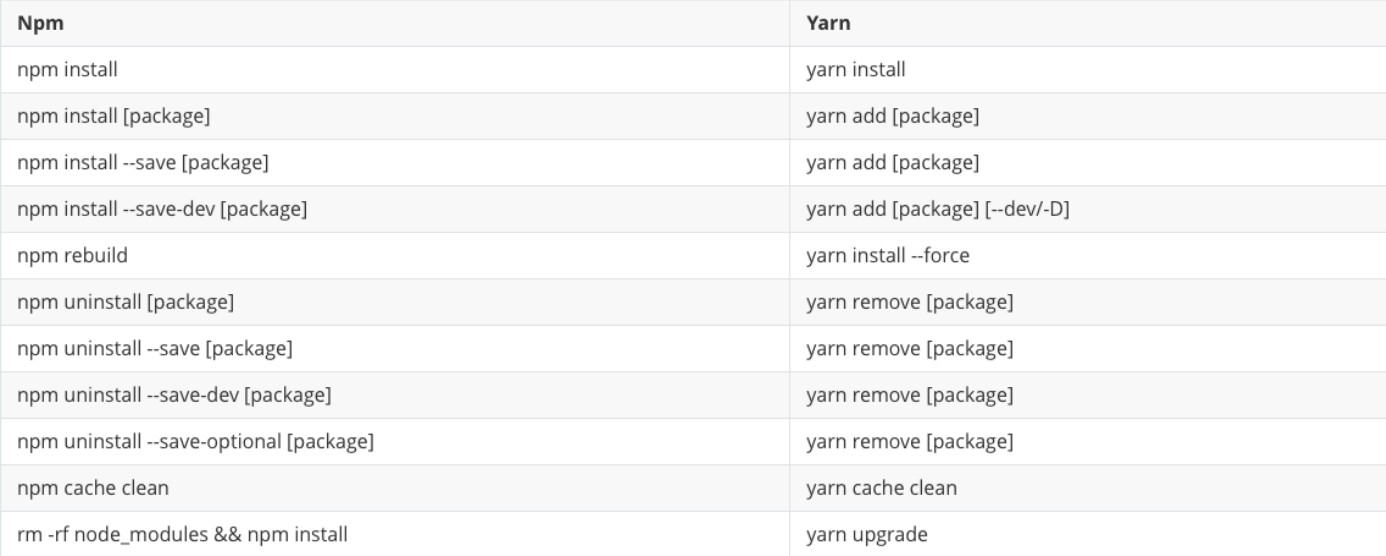 Npm Yarn
npm install yarn install
npm install [package] yarn add [package]
npm install --save [package] yarn add [package]
npm install --save-dev [package] yarn add [package] [--dev/-D]
npm rebuild yarn install --force
npm uninstall [package] yarn remove [package]
npm uninstall --save [package] yarn remove [package]
npm uninstall --save-dev [package] yarn remove [package]
npm uninstall --save-optional [package] yarn remove [package]
npm cache clean yarn cache clean
rm -rf node_modules && npm install yarn upgrade